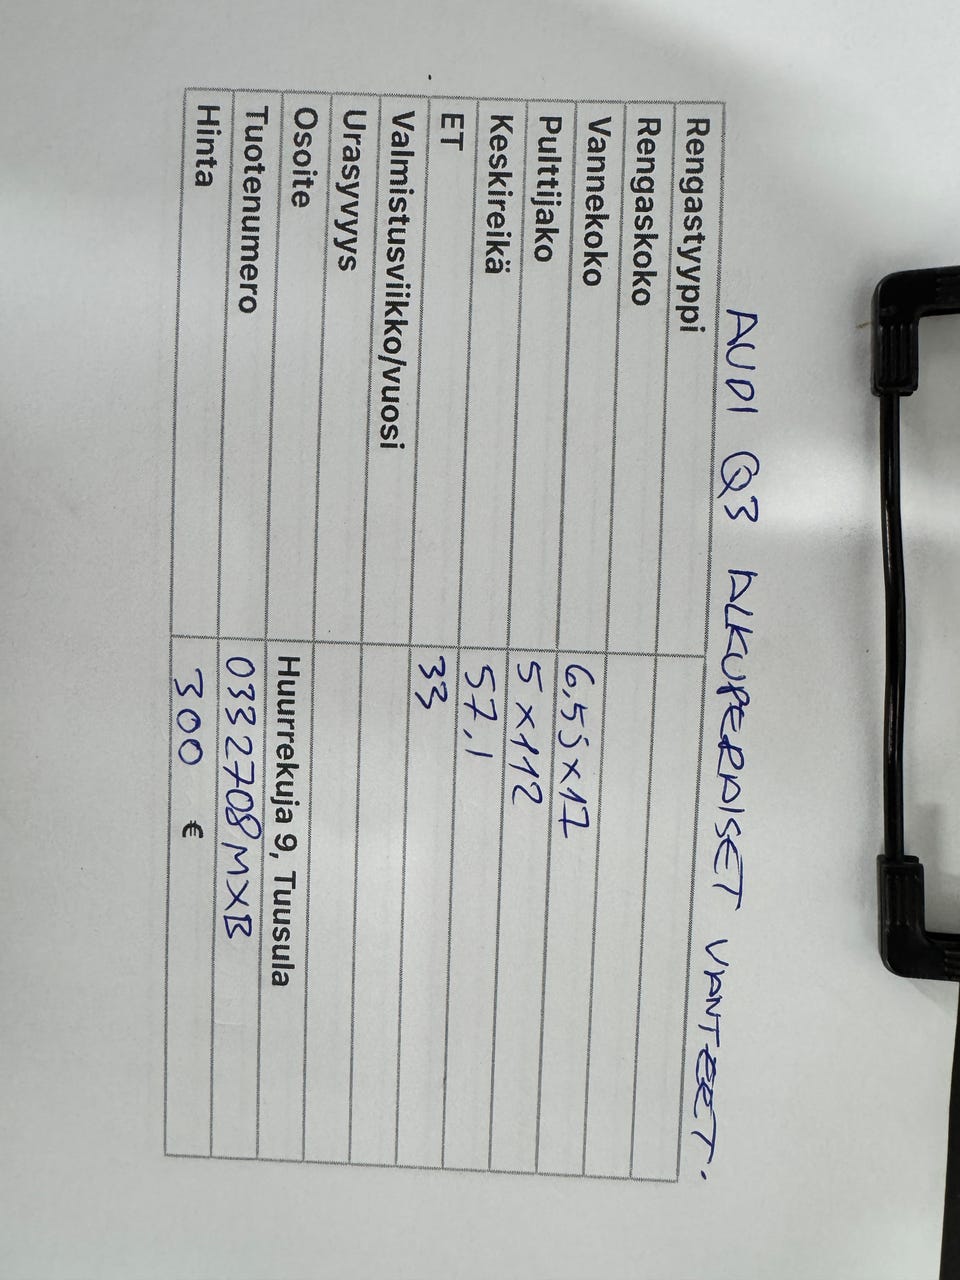 AUDI Q3 ALKUPERÄISET VANTEET.
Rengastyyppi
Rengaskoko
Vannekoko 6,5J x 17
Pulttijako 5 x 112
Keskireikä 57,1
ET 33
Valmistusviikko/vuosi
Urasyvyys
Osoite Huurrekuja 9, Tuusula
Tuotenumero 0332708MXB
Hinta 300 €